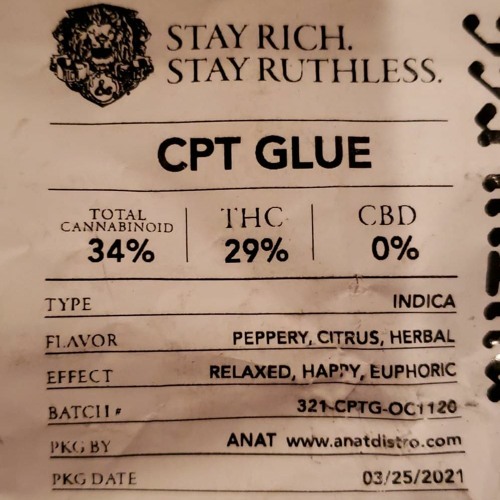 STAY RICH.
STAY RUTHLESS.
&
CPT GLUE
TOTAL CANNABINOID 34%
THC 29%
CBD 0%
TYPE INDICA
FLAVOR PEPPERY, CITRUS, HERBAL
EFFECT RELAXED, HAPPY, EUPHORIC
BATCH # 321-CPTG-OC1120
PKG BY ANAT www.anatdistro.com
PKG DATE 03/25/2021